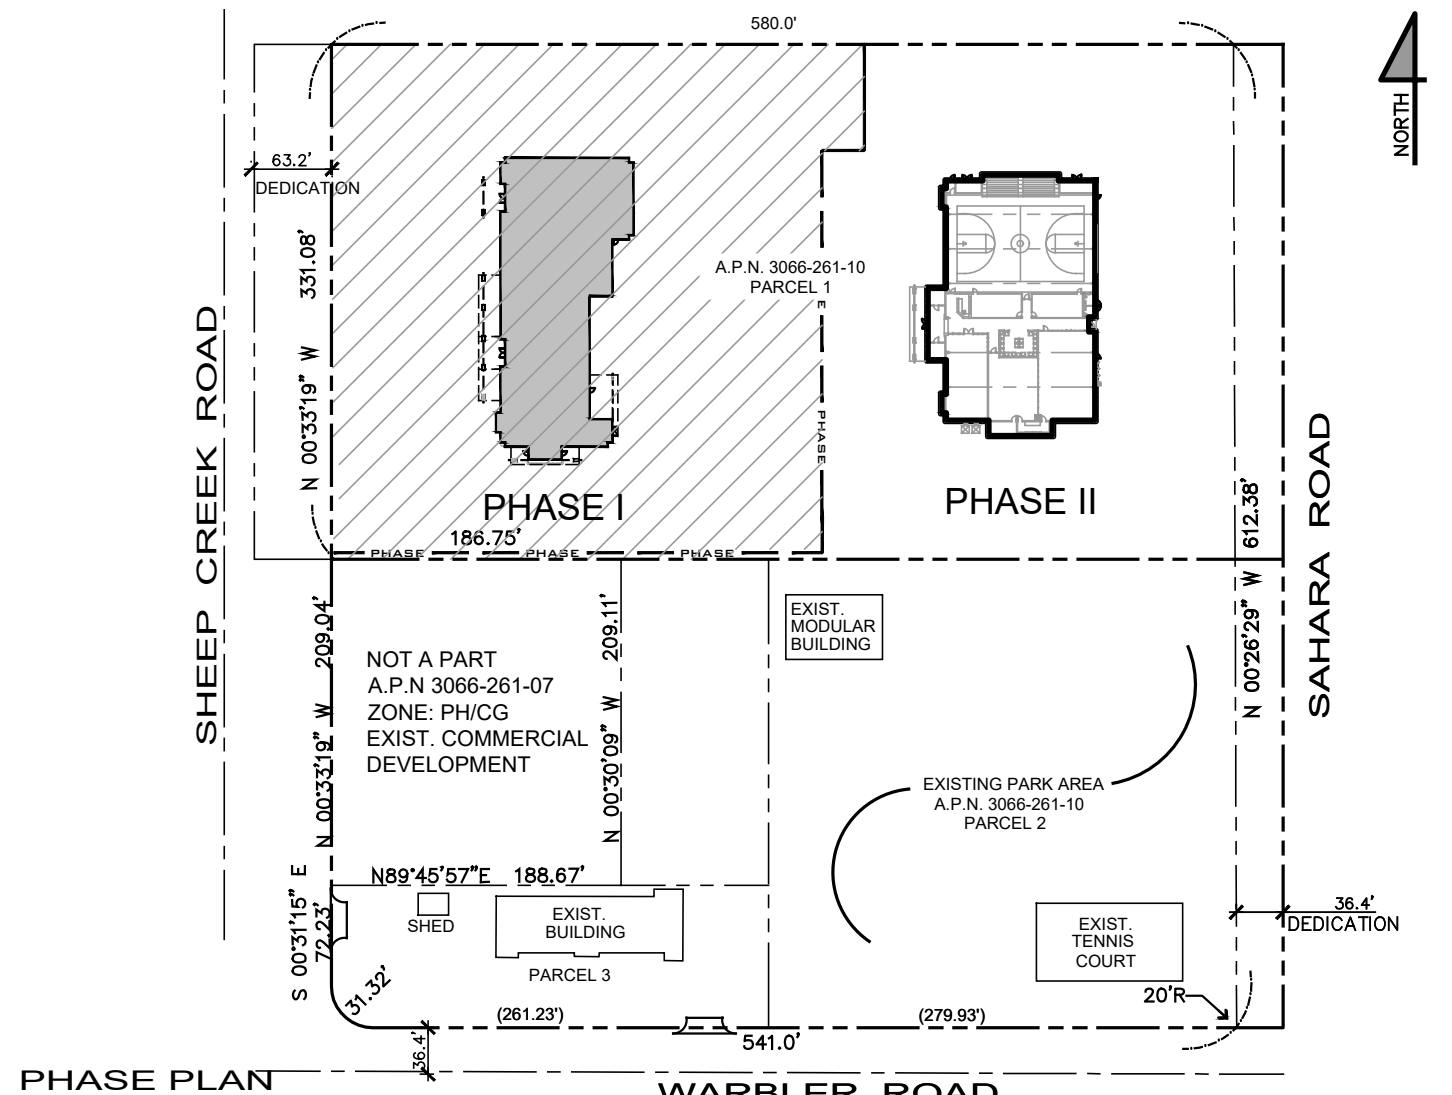 580.0'
NORTH
63.2'
DEDICATION
N 00°33'19" W 331.08'
SHEEP CREEK ROAD
A.P.N. 3066-261-10
PARCEL 1
PHASE
PHASE
PHASE I
PHASE II
186.75'
PHASE PHASE PHASE
N 00°26'29" W 612.38'
SAHARA ROAD
N 00°33'19" W 209.04'
NOT A PART
A.P.N 3066-261-07
ZONE: PH/CG
EXIST. COMMERCIAL
DEVELOPMENT
N 00°30'09" W 209.11'
EXIST.
MODULAR
BUILDING
EXISTING PARK AREA
A.P.N. 3066-261-10
PARCEL 2
N89°45'57"E 188.67'
S 00°31'15" E
72.23'
SHED
EXIST.
BUILDING
PARCEL 3
31.32'
EXIST.
TENNIS
COURT
36.4'
DEDICATION
20'R
(261.23')
(279.93')
541.0'
36.4'
PHASE PLAN
WARBLER ROAD